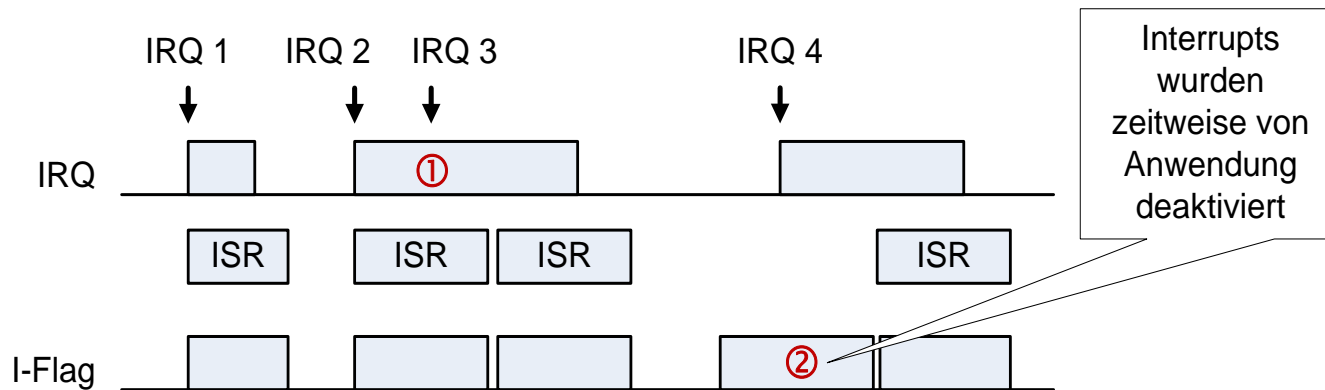 IRQ 1 IRQ 2 IRQ 3 IRQ 4
Interrupts
wurden
zeitweise von
Anwendung
deaktiviert
IRQ ①
ISR ISR ISR ISR
I-Flag ②